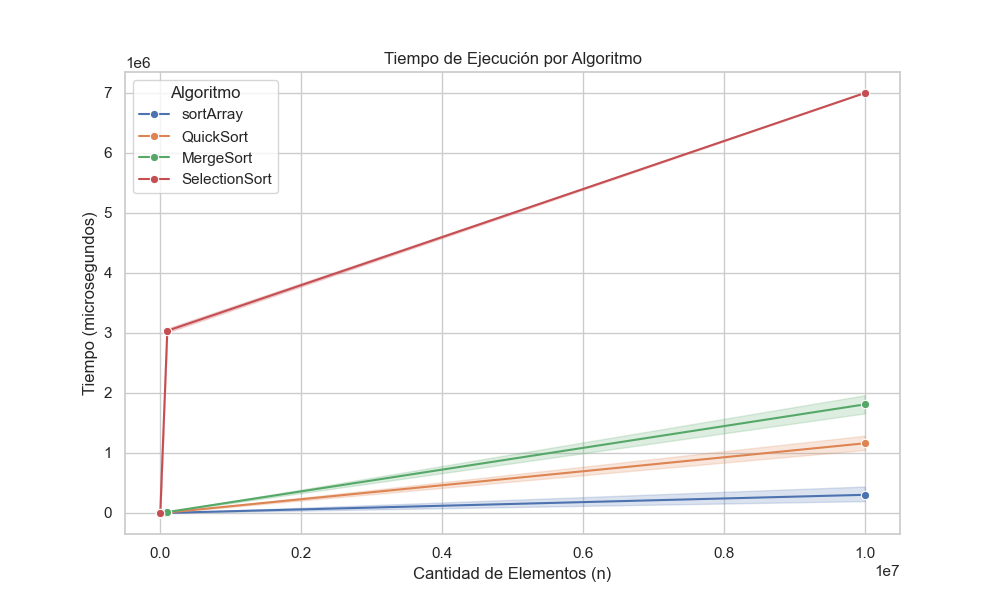 Tiempo de Ejecución por Algoritmo
1e6
7
6
5
4
3
2
1
0
Tiempo (microsegundos)
Algoritmo
sortArray
QuickSort
MergeSort
SelectionSort
0.0 0.2 0.4 0.6 0.8 1.0
1e7
Cantidad de Elementos (n)